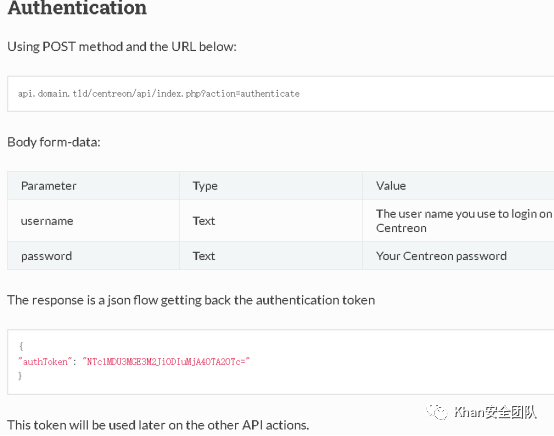 Authentication
Using POST method and the URL below:
api.domain.tld/centreon/api/index.php?action=authenticate
Body form-data:
Parameter Type Value
username Text The user name you use to login on
Centreon
password Text Your Centreon password
The response is a json flow getting back the authentication token
{
"authToken": "NTc1MDU3MGE3M2JiODIuMjA4OTA2OTc="
}
This token will be used later on the other API actions.
Khan安全团队